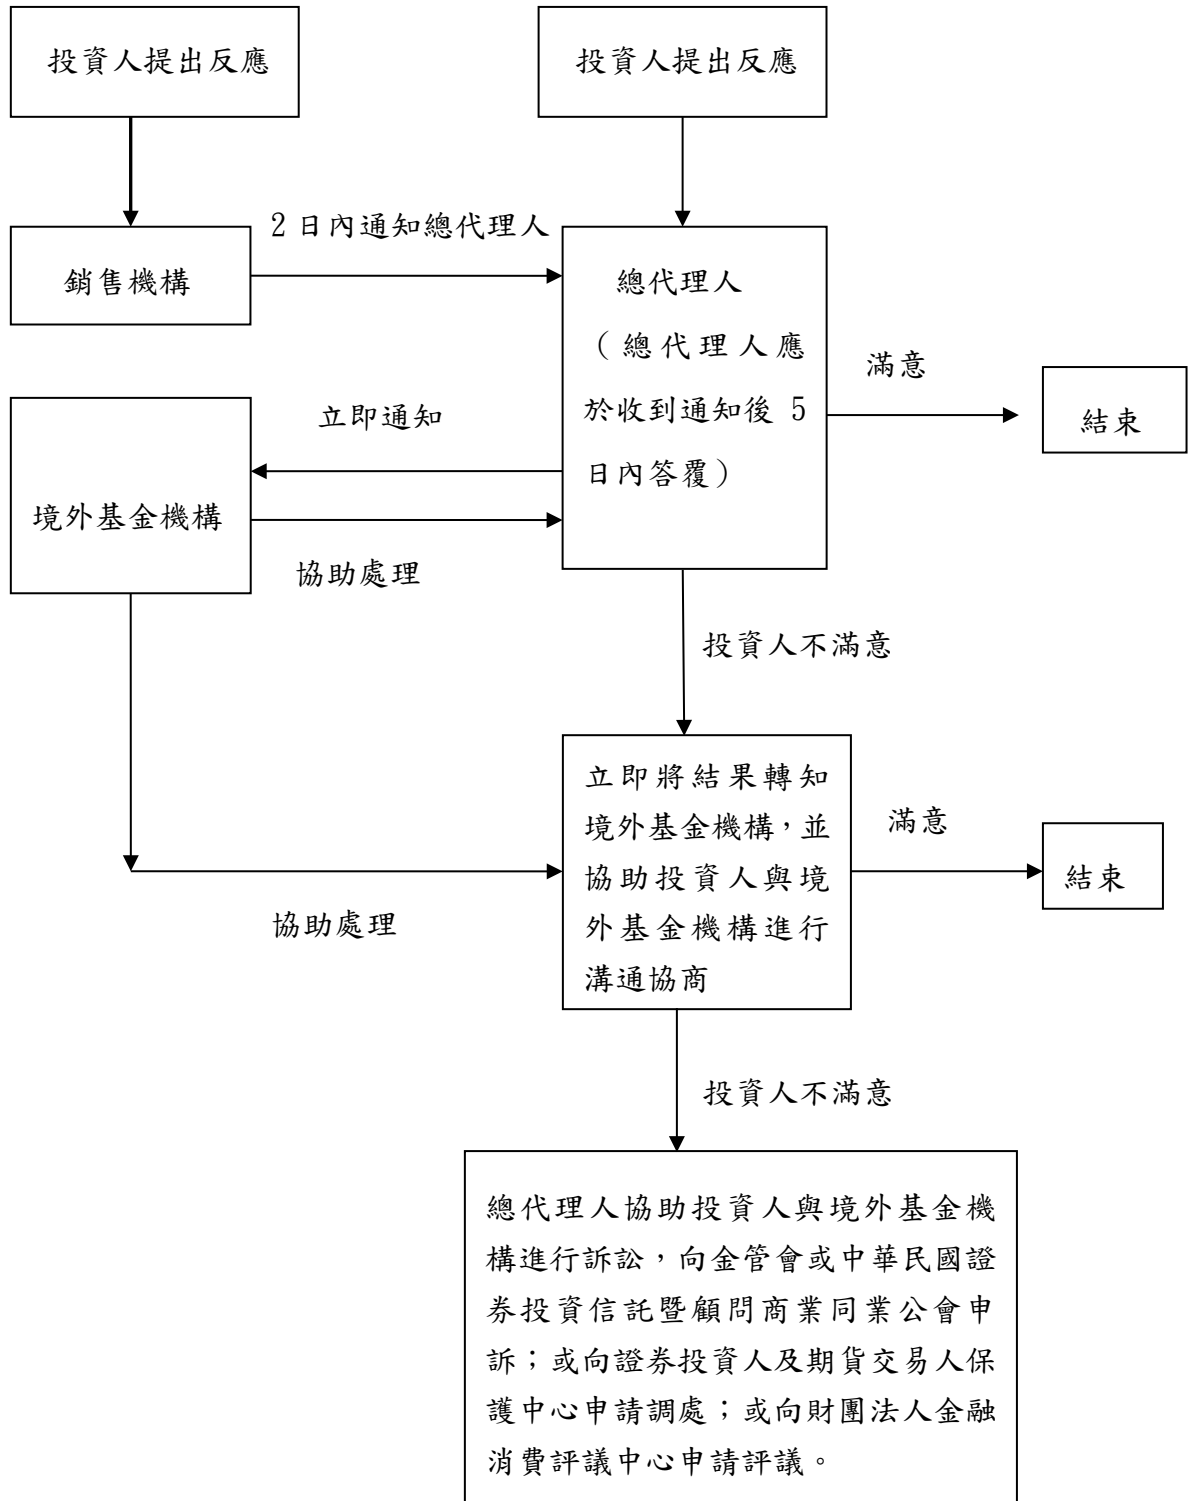 投資人提出反應
投資人提出反應
2 日內通知總代理人
銷售機構
總代理人
（總代理人應
於收到通知後 5
日內答覆）
滿意
結束
立即通知
境外基金機構
協助處理
投資人不滿意
立即將結果轉知
境外基金機構，並
協助投資人與境
外基金機構進行
溝通協商
滿意
結束
協助處理
投資人不滿意
總代理人協助投資人與境外基金機
構進行訴訟，向金管會或中華民國證
券投資信託暨顧問商業同業公會申
訴；或向證券投資人及期貨交易人保
護中心申請調處；或向財團法人金融
消費評議中心申請評議。